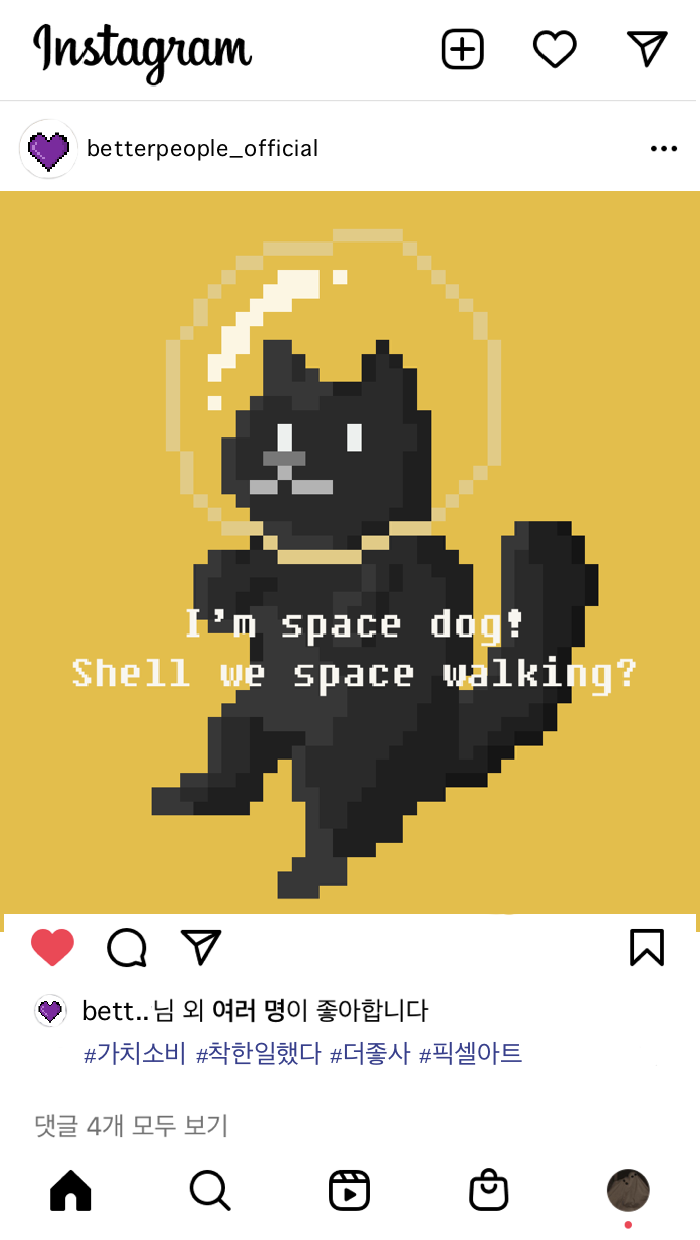 Instagram
betterpeople_official
I'm space dog!
Shell we space walking?
bett..님 외 여러 명이 좋아합니다
#가치소비 #착한일했다 #더좋사 #픽셀아트
댓글 4개 모두 보기